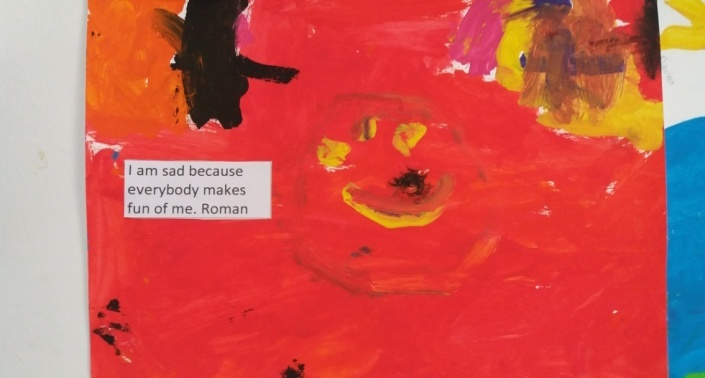 I am sad because
everybody makes
fun of me. Roman